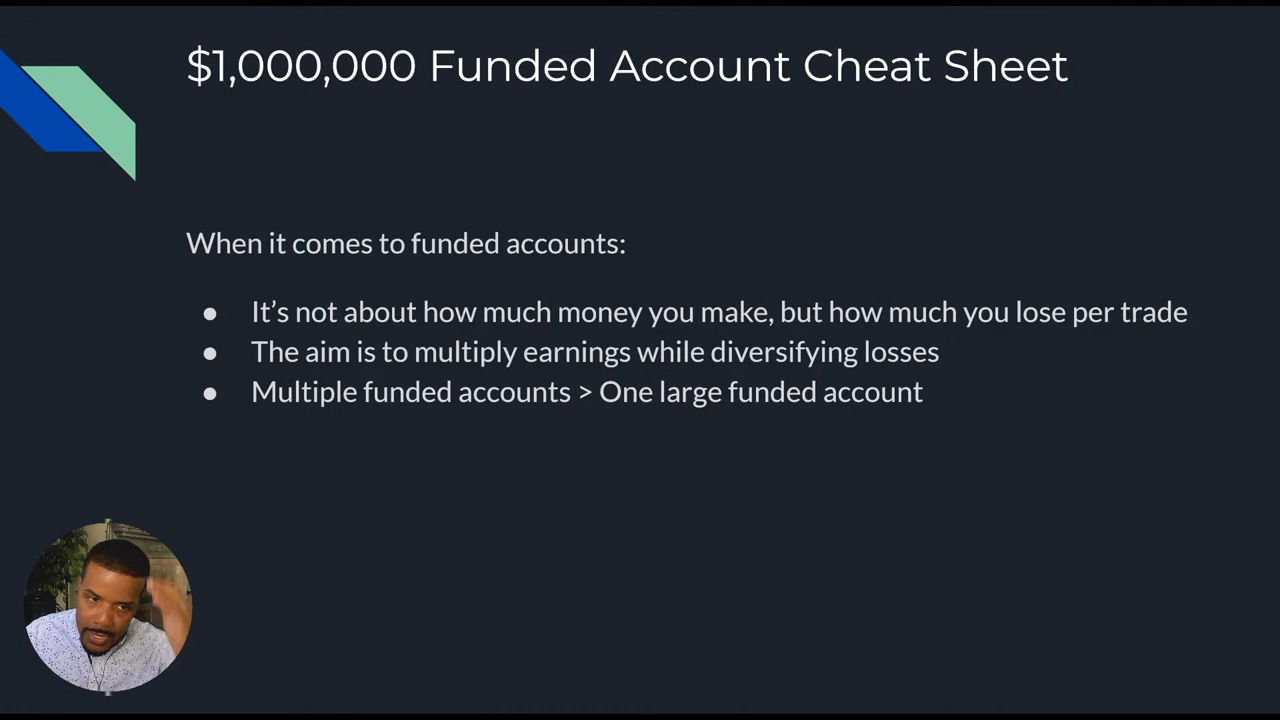 $1,000,000 Funded Account Cheat Sheet
When it comes to funded accounts:
● It’s not about how much money you make, but how much you lose per trade
● The aim is to multiply earnings while diversifying losses
● Multiple funded accounts > One large funded account